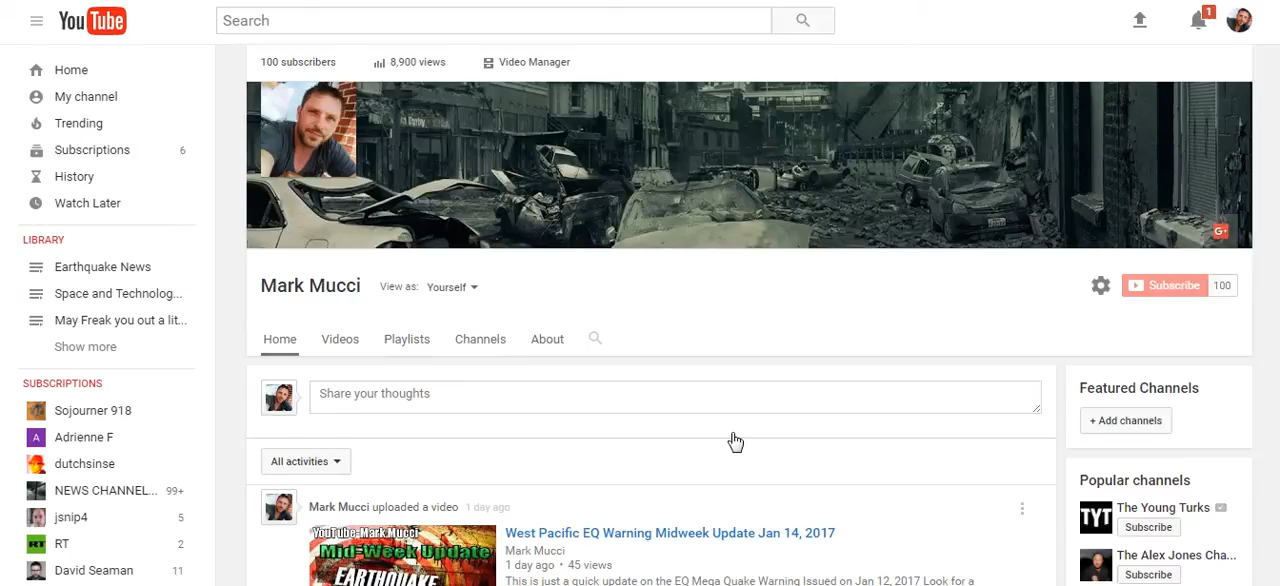 YouTube
Search
1
Home
My channel
Trending
Subscriptions 6
History
Watch Later
LIBRARY
Earthquake News
Space and Technolog...
May Freak you out a lit...
Show more
SUBSCRIPTIONS
Sojourner 918
A Adrienne F
dutchsinse
NEWS CHANNEL... 99+
jsnip4 5
RT RT 2
David Seaman 11
100 subscribers 8,900 views Video Manager
G+
Mark Mucci View as: Yourself
Subscribe 100
Home Videos Playlists Channels About
Share your thoughts
All activities
Mark Mucci uploaded a video 1 day ago
YouTube-Mark.Mucci
Mid-Week Update
EARTHQUAKE
West Pacific EQ Warning Midweek Update Jan 14, 2017
Mark Mucci
1 day ago • 45 views
This is just a quick update on the EQ Mega Quake Warning Issued on Jan 12, 2017 Look for a
Featured Channels
+ Add channels
Popular channels
TYT The Young Turks
Subscribe
The Alex Jones Cha...
Subscribe